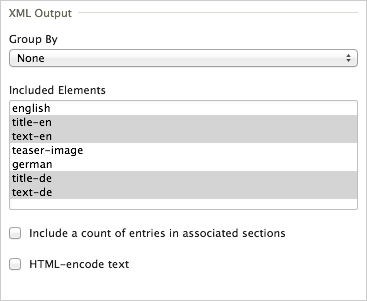 XML Output
Group By
None
Included Elements
english
title-en
text-en
teaser-image
german
title-de
text-de
Include a count of entries in associated sections
HTML-encode text